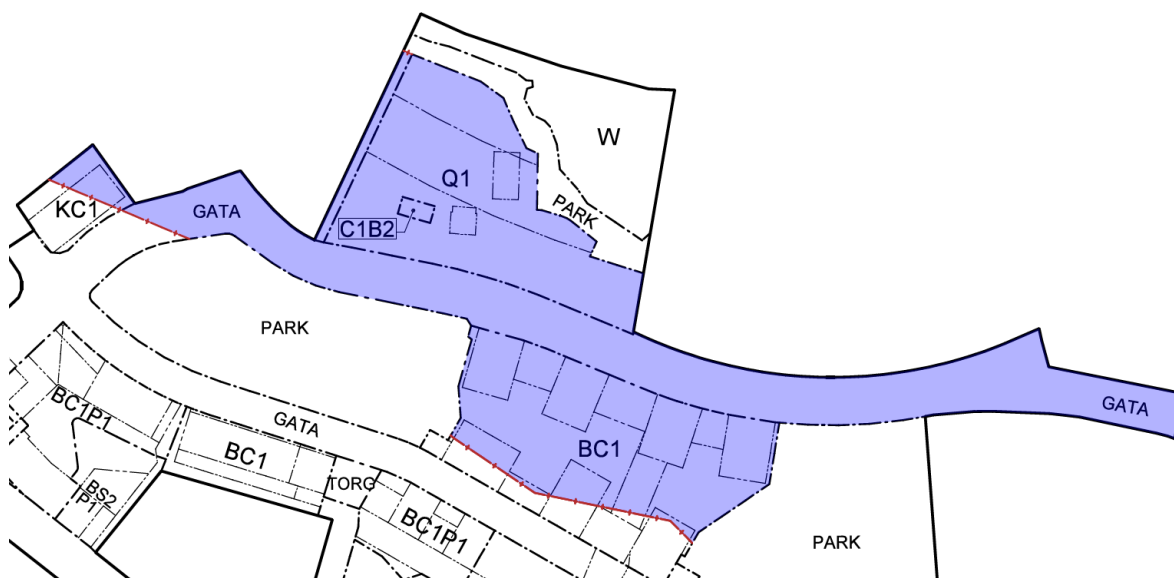 W
Q1
KC1
GATA
PARK
C1B2
PARK
BC1P1
GATA
BC1
GATA
BC1
TORG
BS2
P1
BC1P1
PARK